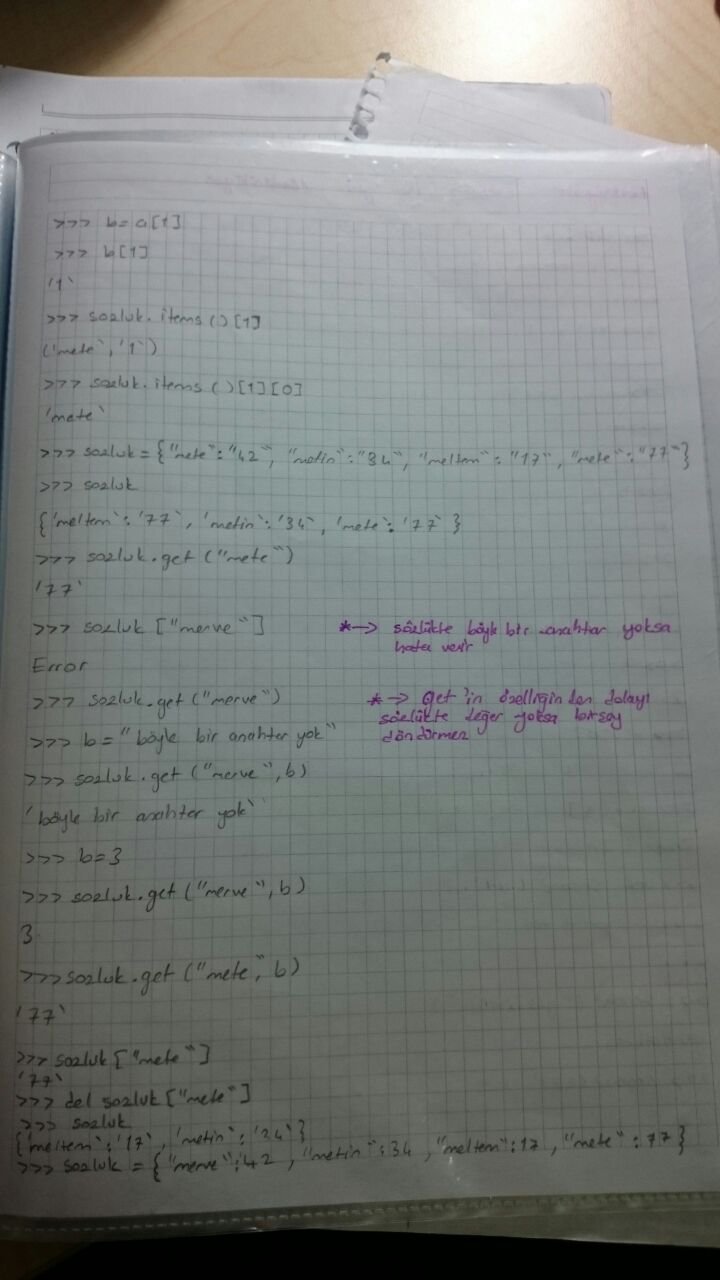 >>> b=a[1]
>>> b[1]
'1'
>>> sozluk.items()[1]
('mete','1')
>>> sozluk.items()[1][0]
'mete'
>>> sozluk={"mete":"42", "metin":"34", "meltem":"17", "mete":"77"}
>>> sozluk
{'meltem':'77', 'metin':'34', 'mete':'77'}
>>> sozluk.get("mete")
'77'
>>> sozluk["merve"]
*→ sözlükte böyle bir anahtar yoksa
hata verir
Error
>>> sozluk.get("merve")
*→ Get'in özelliğinden dolayı
sözlükte değer yoksa birşey
döndürmez
>>> b="böyle bir anahtar yok"
>>> sozluk.get("merve",b)
'böyle bir anahtar yok'
>>> b=3
>>> sozluk.get("merve",b)
3
>>> sozluk.get("mete",b)
'77'
>>> sozluk["mete"]
'77'
>>> del sozluk["mete"]
>>> sozluk
{'meltem':'17', 'metin':'24'}
>>> sozluk = {"merve":42, "metin":34, "meltem":17, "mete":77}